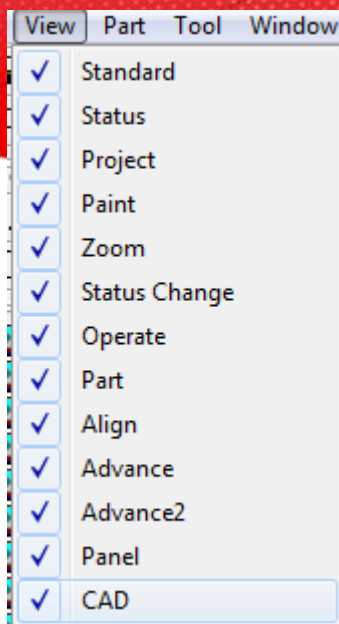 View Part Tool Window
Standard
Status
Project
Paint
Zoom
Status Change
Operate
Part
Align
Advance
Advance2
Panel
CAD